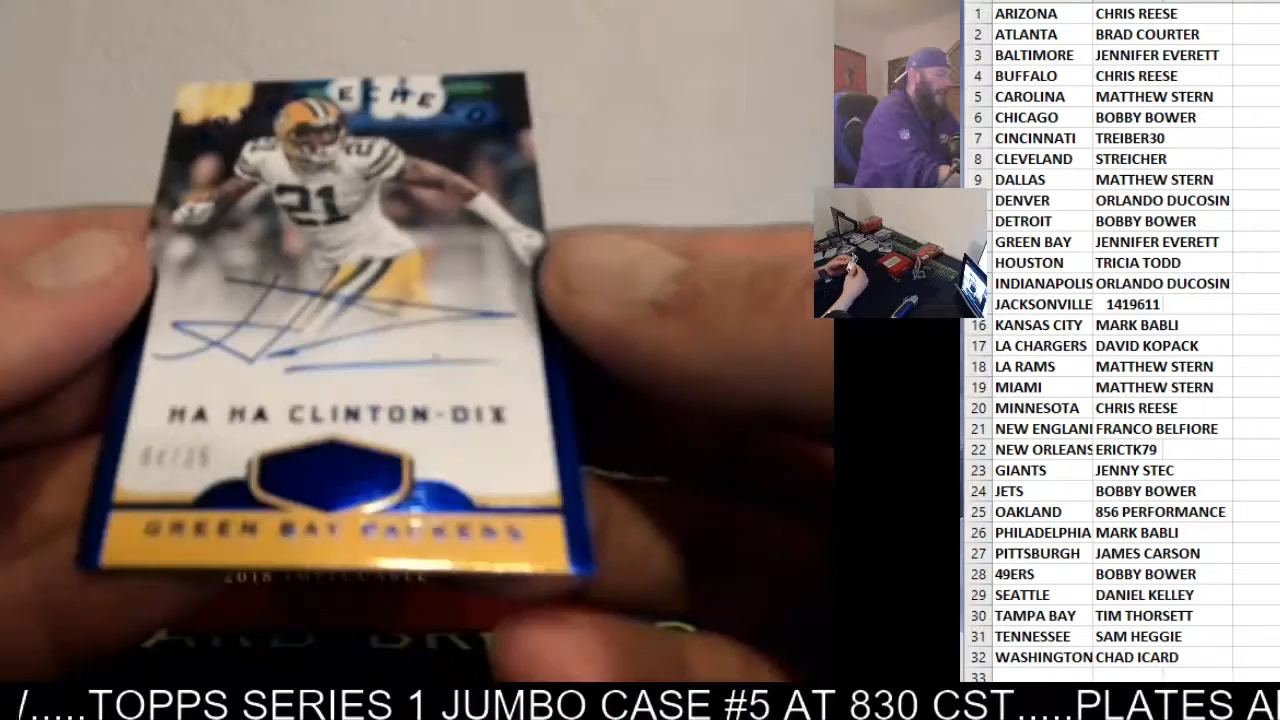 21
HA HA CLINTON-DIX
GREEN BAY PACKERS
1 ARIZONA CHRIS REESE
2 ATLANTA BRAD COURTER
3 BALTIMORE JENNIFER EVERETT
4 BUFFALO CHRIS REESE
5 CAROLINA MATTHEW STERN
6 CHICAGO BOBBY BOWER
7 CINCINNATI TREIBER30
8 CLEVELAND STREICHER
9 DALLAS MATTHEW STERN
DENVER ORLANDO DUCOSIN
DETROIT BOBBY BOWER
GREEN BAY JENNIFER EVERETT
HOUSTON TRICIA TODD
INDIANAPOLIS ORLANDO DUCOSIN
JACKSONVILLE 1419611
16 KANSAS CITY MARK BABLI
17 LA CHARGERS DAVID KOPACK
18 LA RAMS MATTHEW STERN
19 MIAMI MATTHEW STERN
20 MINNESOTA CHRIS REESE
21 NEW ENGLAN FRANCO BELFIORE
22 NEW ORLEANS ERICTK79
23 GIANTS JENNY STEC
24 JETS BOBBY BOWER
25 OAKLAND 856 PERFORMANCE
26 PHILADELPHIA MARK BABLI
27 PITTSBURGH JAMES CARSON
28 49ERS BOBBY BOWER
29 SEATTLE DANIEL KELLEY
30 TAMPA BAY TIM THORSETT
31 TENNESSEE SAM HEGGIE
32 WASHINGTON CHAD ICARD
33
/.....TOPPS SERIES 1 JUMBO CASE #5 AT 830 CST.....PLATES A